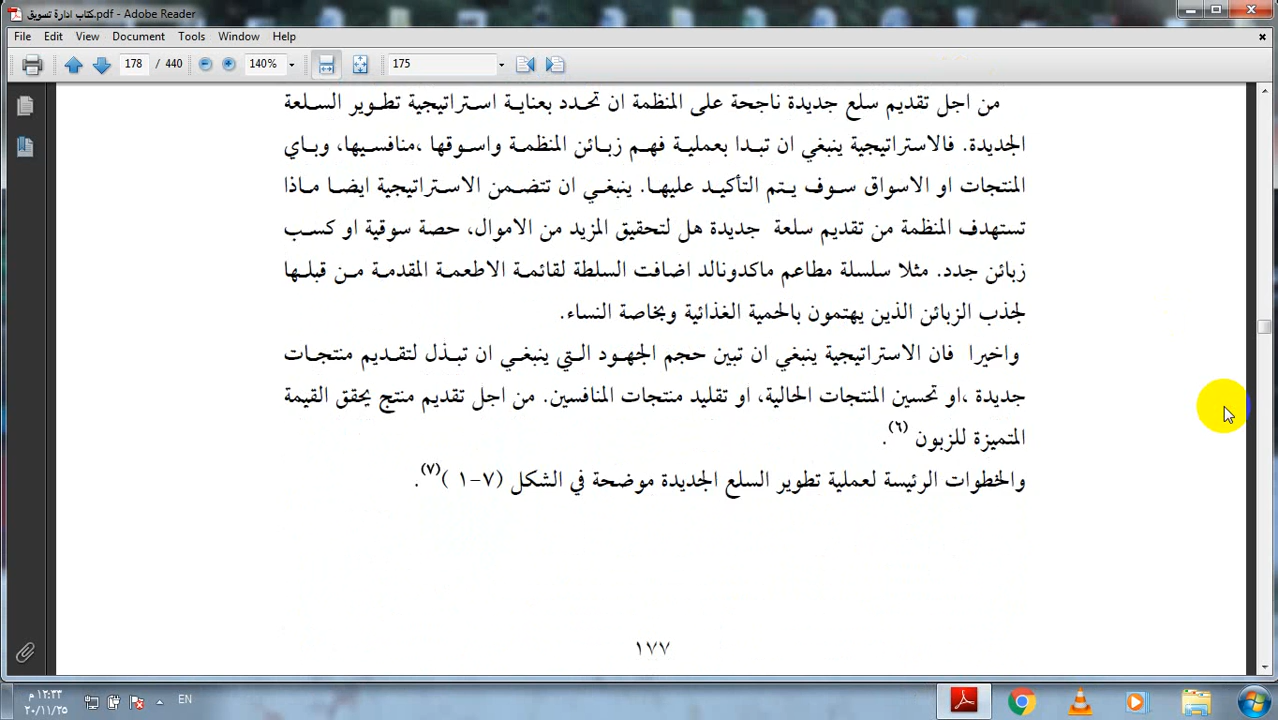 كتاب ادارة تسويق.pdf - Adobe Reader
File Edit View Document Tools Window Help
178 / 440 140% 175
من اجل تقديم سلع جديدة ناجحة على المنظمة ان تحدد بعناية استراتيجية تطوير السلعة
الجديدة. فالاستراتيجية ينبغي ان تبدا بعملية فهم زبائن المنظمة واسوقها ،منافسيها، وباي
المنتجات او الاسواق سوف يتم التأكيد عليها. ينبغي ان تتضمن الاستراتيجية ايضا ماذا
تستهدف المنظمة من تقديم سلعة جديدة هل لتحقيق المزيد من الاموال، حصة سوقية او كسب
زبائن جدد. مثلا سلسلة مطاعم ماكدونالد اضافت السلطة لقائمة الاطعمة المقدمة من قبلها
لجذب الزبائن الذين يهتمون بالحمية الغذائية وبخاصة النساء.
واخيرا فان الاستراتيجية ينبغي ان تبين حجم الجهود التي ينبغي ان تبذل لتقديم منتجات
جديدة ،او تحسين المنتجات الحالية، او تقليد منتجات المنافسين. من اجل تقديم منتج يحقق القيمة
المتميزة للزبون (٦).
والخطوات الرئيسة لعملية تطوير السلع الجديدة موضحة في الشكل (٧-١ )(٧).
١٧٧
١٢:٣٣ م
٢٠/١١/٢٥
EN